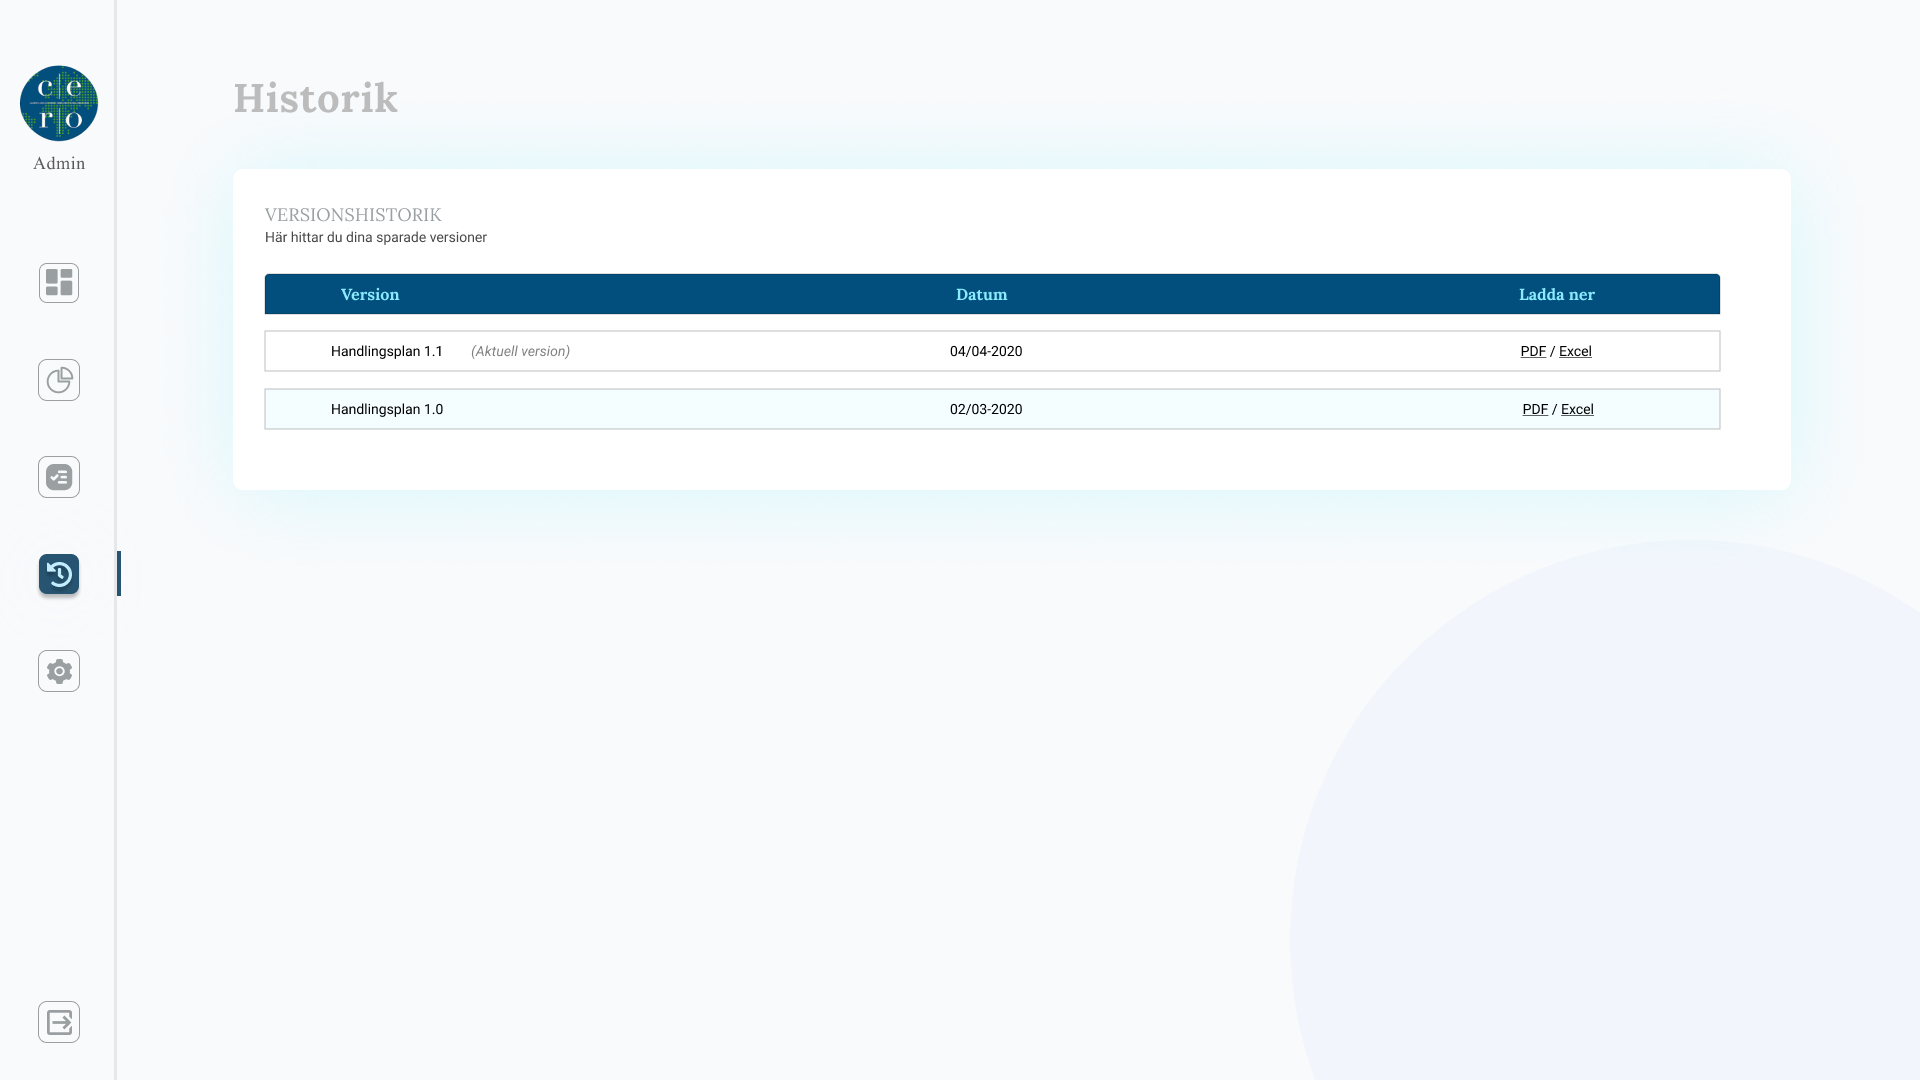 c e
r o
Admin
Historik
VERSIONSHISTORIK
Här hittar du dina sparade versioner
Version Datum Ladda ner
Handlingsplan 1.1 (Aktuell version) 04/04-2020 PDF / Excel
Handlingsplan 1.0 02/03-2020 PDF / Excel